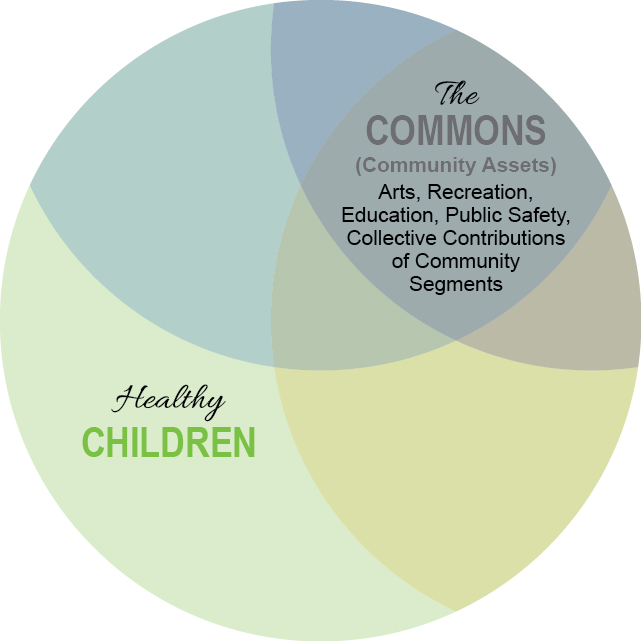 The
COMMONS
(Community Assets)
Arts, Recreation,
Education, Public Safety,
Collective Contributions
of Community
Segments
Healthy
CHILDREN